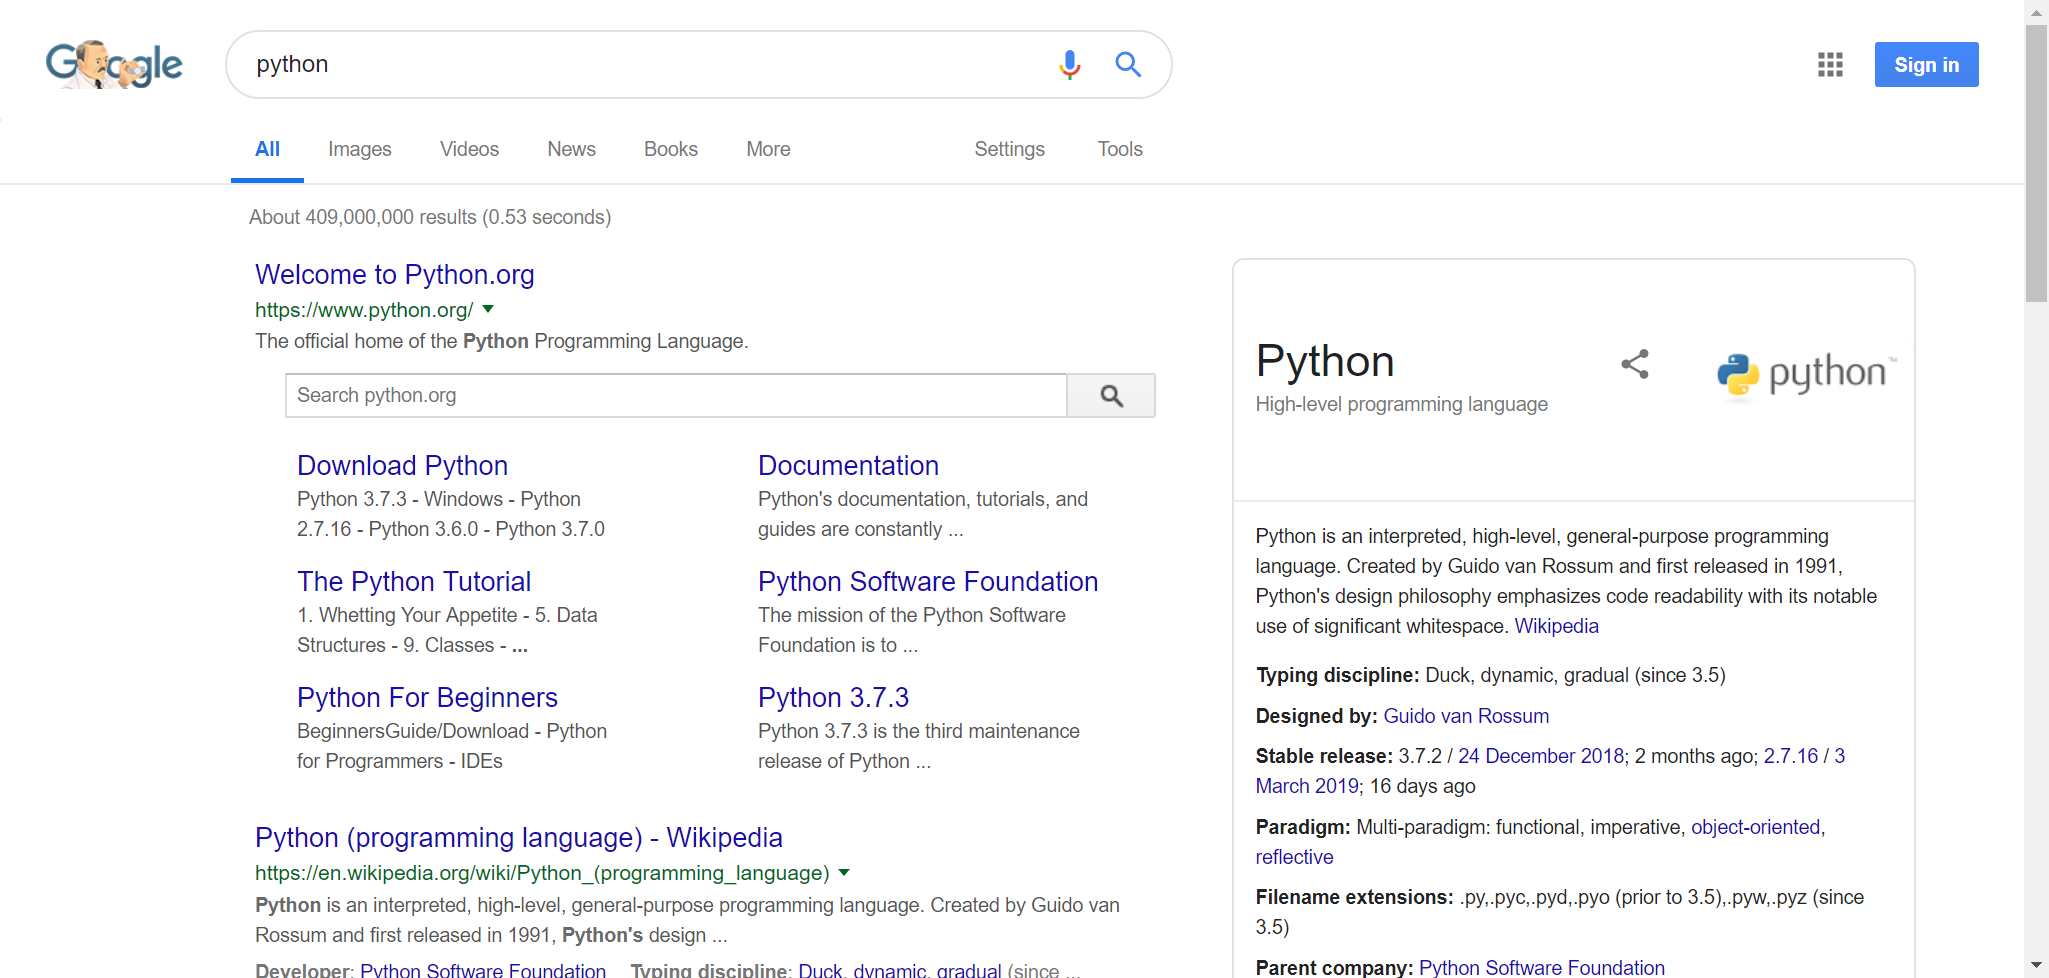 Google
python
Sign in
All Images Videos News Books More Settings Tools
About 409,000,000 results (0.53 seconds)
Welcome to Python.org
https://www.python.org/
The official home of the Python Programming Language.
Search python.org
Download Python
Python 3.7.3 - Windows - Python
2.7.16 - Python 3.6.0 - Python 3.7.0
Documentation
Python's documentation, tutorials, and
guides are constantly ...
The Python Tutorial
1. Whetting Your Appetite - 5. Data
Structures - 9. Classes - ...
Python Software Foundation
The mission of the Python Software
Foundation is to ...
Python For Beginners
BeginnersGuide/Download - Python
for Programmers - IDEs
Python 3.7.3
Python 3.7.3 is the third maintenance
release of Python ...
Python (programming language) - Wikipedia
https://en.wikipedia.org/wiki/Python_(programming_language)
Python is an interpreted, high-level, general-purpose programming language. Created by Guido van
Rossum and first released in 1991, Python's design ...
Developer: Python Software Foundation Typing discipline: Duck, dynamic, gradual (since ...
Python
High-level programming language
python™
Python is an interpreted, high-level, general-purpose programming
language. Created by Guido van Rossum and first released in 1991,
Python's design philosophy emphasizes code readability with its notable
use of significant whitespace. Wikipedia
Typing discipline: Duck, dynamic, gradual (since 3.5)
Designed by: Guido van Rossum
Stable release: 3.7.2 / 24 December 2018; 2 months ago; 2.7.16 / 3
March 2019; 16 days ago
Paradigm: Multi-paradigm: functional, imperative, object-oriented,
reflective
Filename extensions: .py,.pyc,.pyd,.pyo (prior to 3.5),.pyw,.pyz (since
3.5)
Parent company: Python Software Foundation